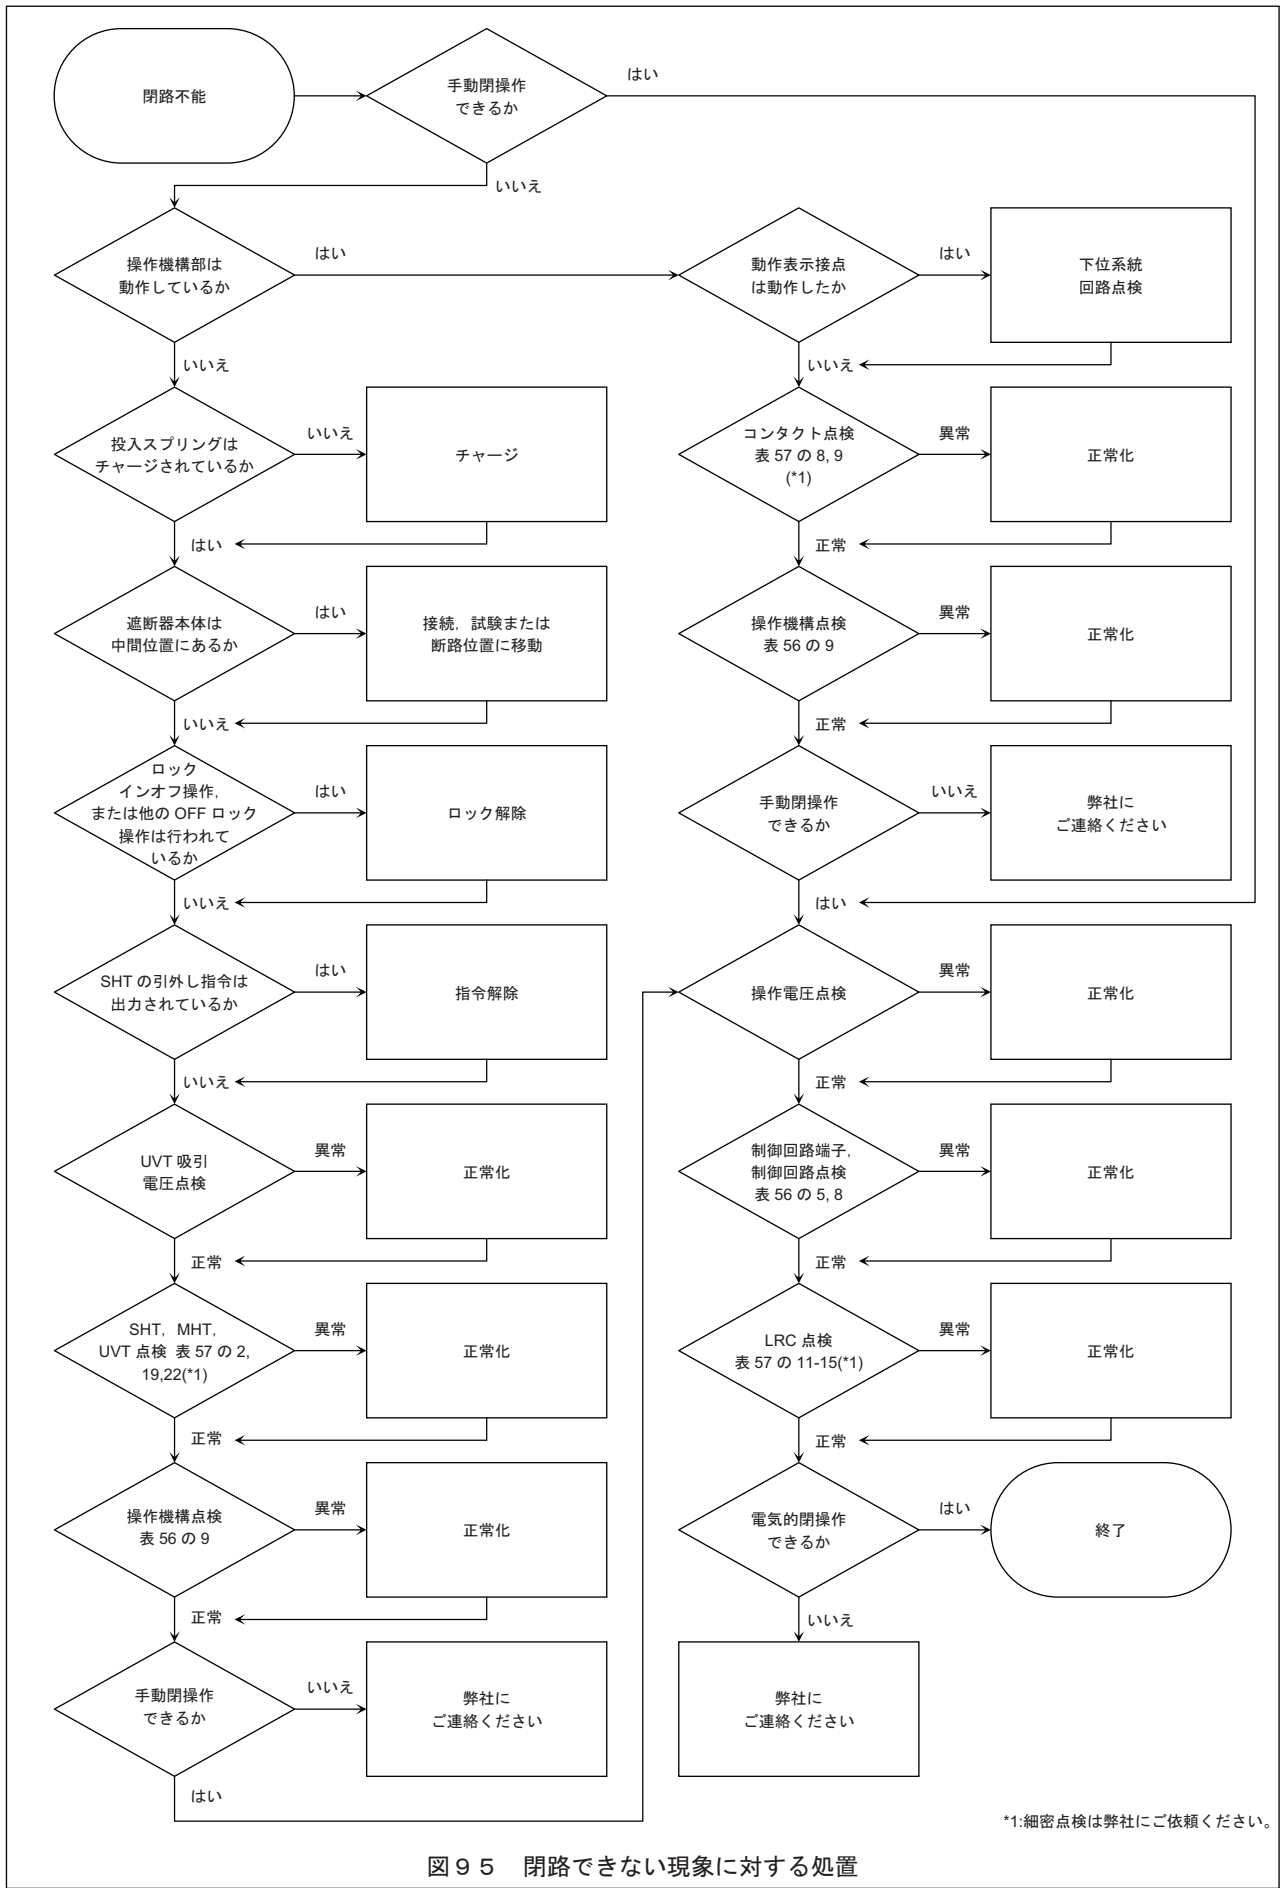 閉路不能
手動閉操作
できるか
はい
いいえ
操作機構部は
動作しているか
はい
いいえ
動作表示接点
は動作したか
はい
いいえ
下位系統
回路点検
投入スプリングは
チャージされているか
いいえ
はい
チャージ
コンタクト点検
表 57 の 8, 9
(*1)
異常
正常
正常化
遮断器本体は
中間位置にあるか
はい
いいえ
接続，試験または
断路位置に移動
操作機構点検
表 56 の 9
異常
正常
正常化
ロック
インオフ操作，
または他の OFF ロック
操作は行われて
いるか
はい
いいえ
ロック解除
手動閉操作
できるか
いいえ
はい
弊社に
ご連絡ください
SHT の引外し指令は
出力されているか
はい
いいえ
指令解除
操作電圧点検
異常
正常
正常化
UVT 吸引
電圧点検
異常
正常
正常化
制御回路端子，
制御回路点検
表 56 の 5, 8
異常
正常
正常化
SHT，MHT，
UVT 点検 表 57 の 2,
19,22(*1)
異常
正常
正常化
LRC 点検
表 57 の 11-15(*1)
異常
正常
正常化
操作機構点検
表 56 の 9
異常
正常
正常化
電気的閉操作
できるか
はい
いいえ
終了
手動閉操作
できるか
いいえ
はい
弊社に
ご連絡ください
弊社に
ご連絡ください
*1:細密点検は弊社にご依頼ください。
図９５　閉路できない現象に対する処置